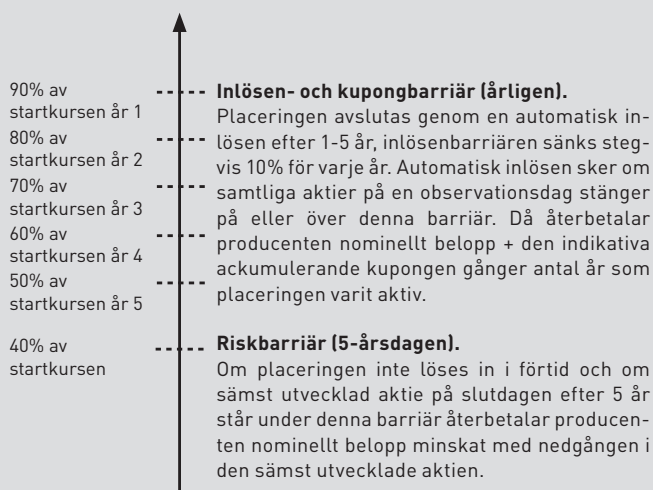 90% av
startkursen år 1
80% av
startkursen år 2
70% av
startkursen år 3
60% av
startkursen år 4
50% av
startkursen år 5
40% av
startkursen
Inlösen- och kupongbarriär (årligen).
Placeringen avslutas genom en automatisk in-
lösen efter 1-5 år, inlösenbarriären sänks steg-
vis 10% för varje år. Automatisk inlösen sker om
samtliga aktier på en observationsdag stänger
på eller över denna barriär. Då återbetalar
producenten nominellt belopp + den indikativa
ackumulerande kupongen gånger antal år som
placeringen varit aktiv.
Riskbarriär (5-årsdagen).
Om placeringen inte löses in i förtid och om
sämst utvecklad aktie på slutdagen efter 5 år
står under denna barriär återbetalar producen-
ten nominellt belopp minskat med nedgången i
den sämst utvecklade aktien.